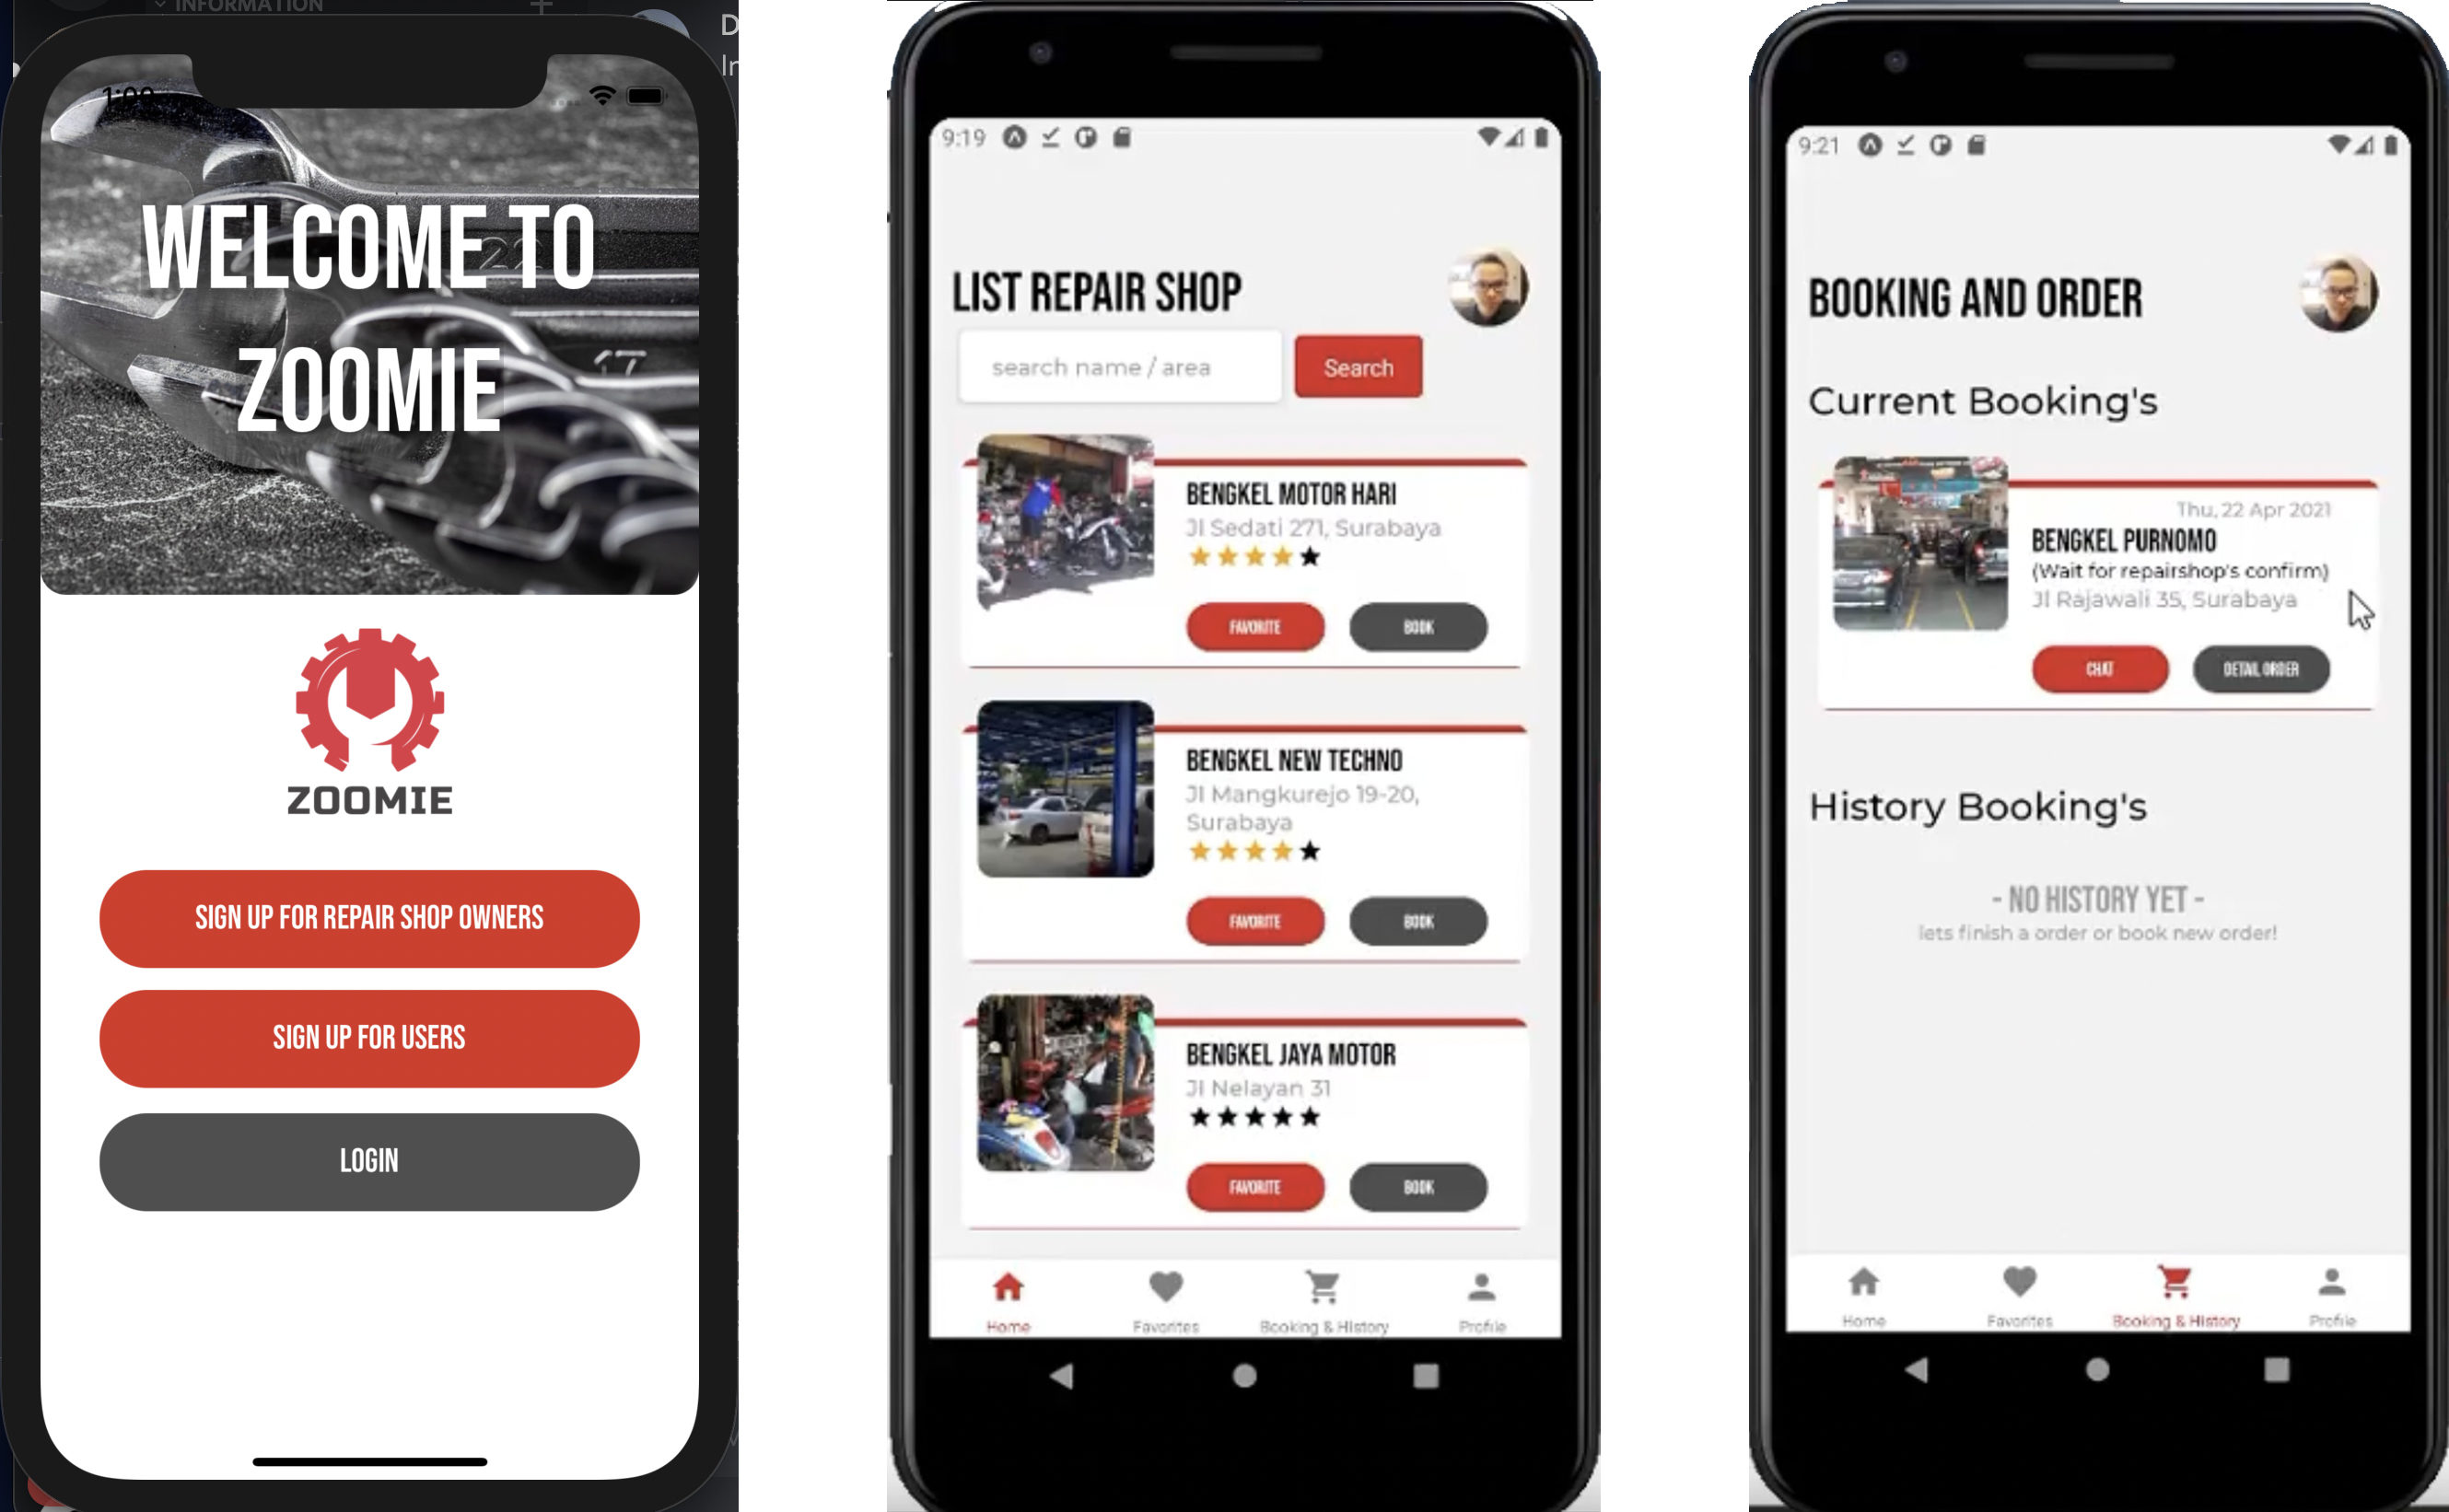 INFORMATION
1:00
WELCOME TO
ZOOMIE
22
17
ZOOMIE
SIGN UP FOR REPAIR SHOP OWNERS
SIGN UP FOR USERS
LOGIN
9:19
LIST REPAIR SHOP
search name / area
Search
BENGKEL MOTOR HARI
Jl Sedati 271, Surabaya
FAVORITE
BOOK
BENGKEL NEW TECHNO
Jl Mangkurejo 19-20,
Surabaya
FAVORITE
BOOK
BENGKEL JAYA MOTOR
Jl Nelayan 31
FAVORITE
BOOK
Home
Favorites
Booking & History
Profile
9:21
BOOKING AND ORDER
Current Booking's
Thu, 22 Apr 2021
BENGKEL PURNOMO
(Wait for repairshop's confirm)
Jl Rajawali 35, Surabaya
CHAT
DETAIL ORDER
History Booking's
- NO HISTORY YET -
lets finish a order or book new order!
Home
Favorites
Booking & History
Profile